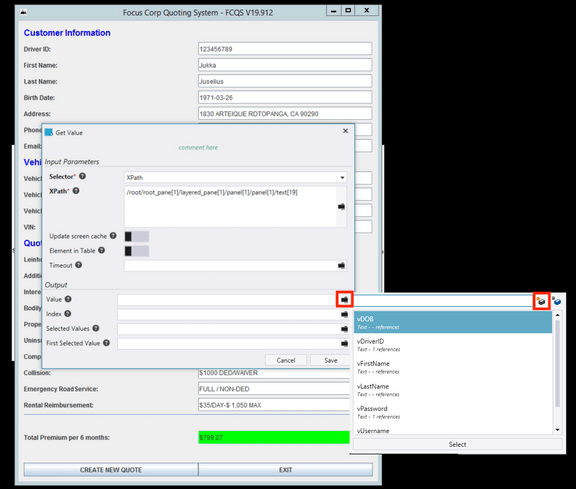 Focus Corp Quoting System - FCQS V19.912
Customer Information
Driver ID:
123456789
First Name:
Jukka
Last Name:
Juselius
Birth Date:
1971-03-26
Address:
1830 ARTEIQUE RDTOPANGA, CA 90290
Phone
Email:
Vehi
Vehic
Vehic
Vehic
VIN:
Quo
Leinh
Additi
Intere
Bodily
Prope
Unins
Comp
Get Value
comment here
Input Parameters
Selector*
XPath
XPath*
/root/root_pane[1]/layered_pane[1]/panel[1]/panel[1]/text[19]
Update screen cache
Element in Table
Timeout
Output
Value
Index
Selected Values
First Selected Value
Cancel
Save
vDOB
Text - - references
vDriverID
Text - 1 references
vFirstName
Text - - references
vLastName
Text - - references
vPassword
Text - 1 references
vUsername
Select
Collision:
$1000 DED/WAIVER
Emergency RoadService:
FULL / NON-DED
Rental Reimbursement:
$35/DAY-$ 1,050 MAX
Total Premium per 6 months:
$799.27
CREATE NEW QUOTE
EXIT